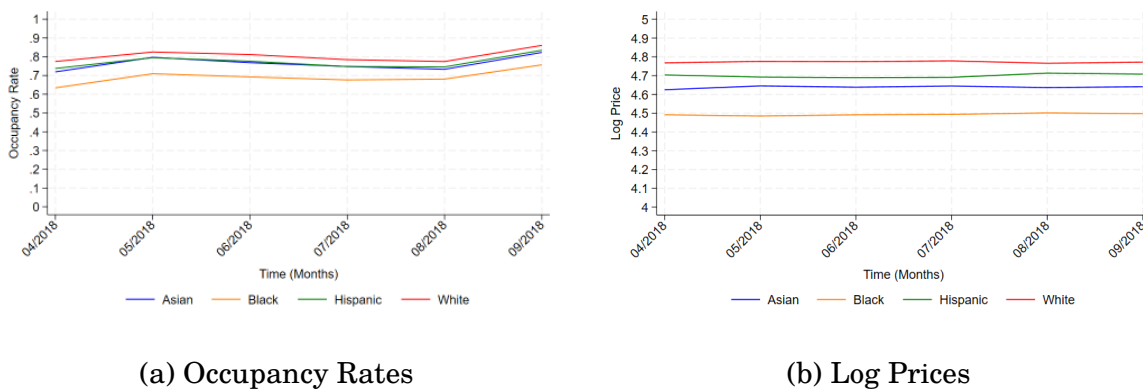 1
.9
.8
.7
.6
.5
.4
.3
.2
.1
0
Occupancy Rate
04/2018 05/2018 06/2018 07/2018 08/2018 09/2018
Time (Months)
Asian Black Hispanic White
(a) Occupancy Rates
5
4.9
4.8
4.7
4.6
4.5
4.4
4.3
4.2
4.1
4
Log Price
04/2018 05/2018 06/2018 07/2018 08/2018 09/2018
Time (Months)
Asian Black Hispanic White
(b) Log Prices